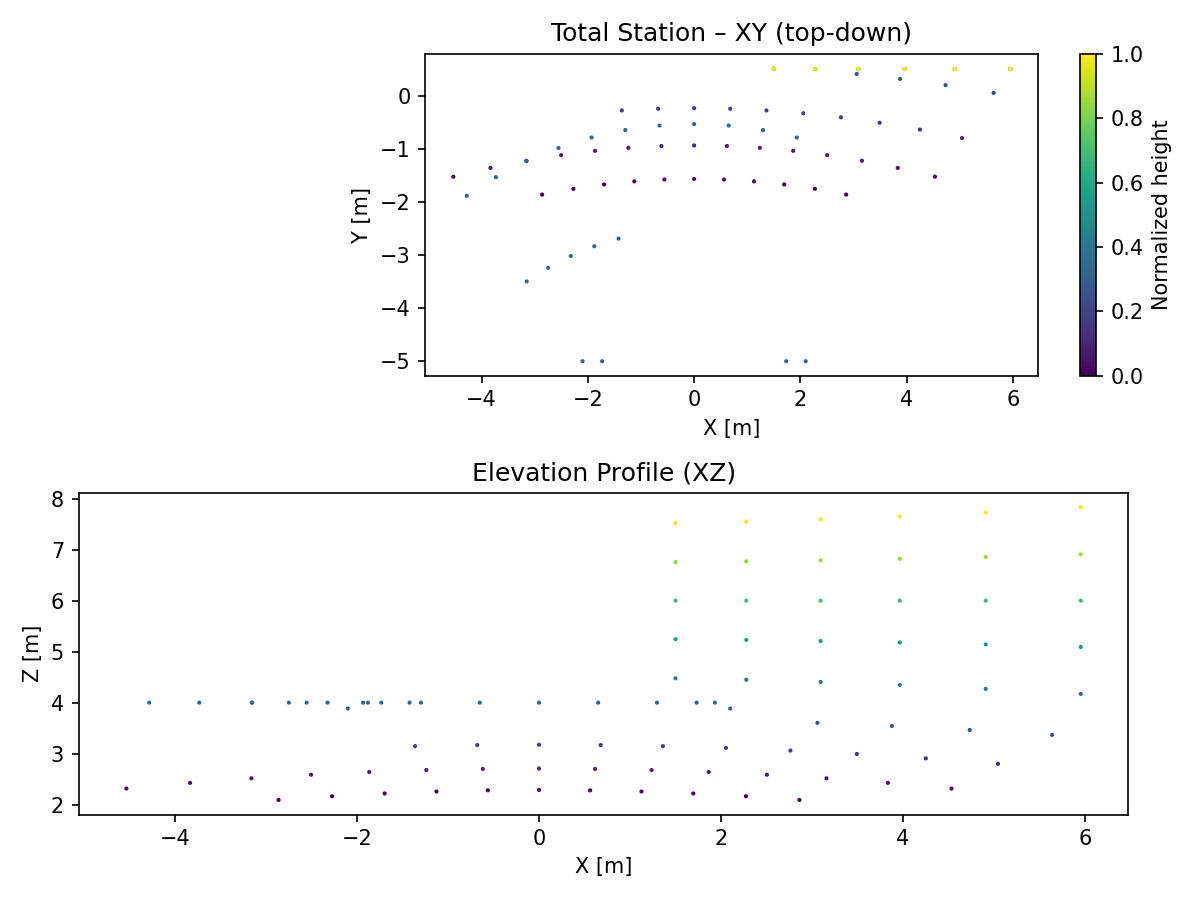 Total Station – XY (top-down)
0
−1
−2
−3
−4
−5
Y [m]
−4 −2 0 2 4 6
X [m]
1.0
0.8
0.6
0.4
0.2
0.0
Normalized height
Elevation Profile (XZ)
8
7
6
5
4
3
2
Z [m]
−4 −2 0 2 4 6
X [m]